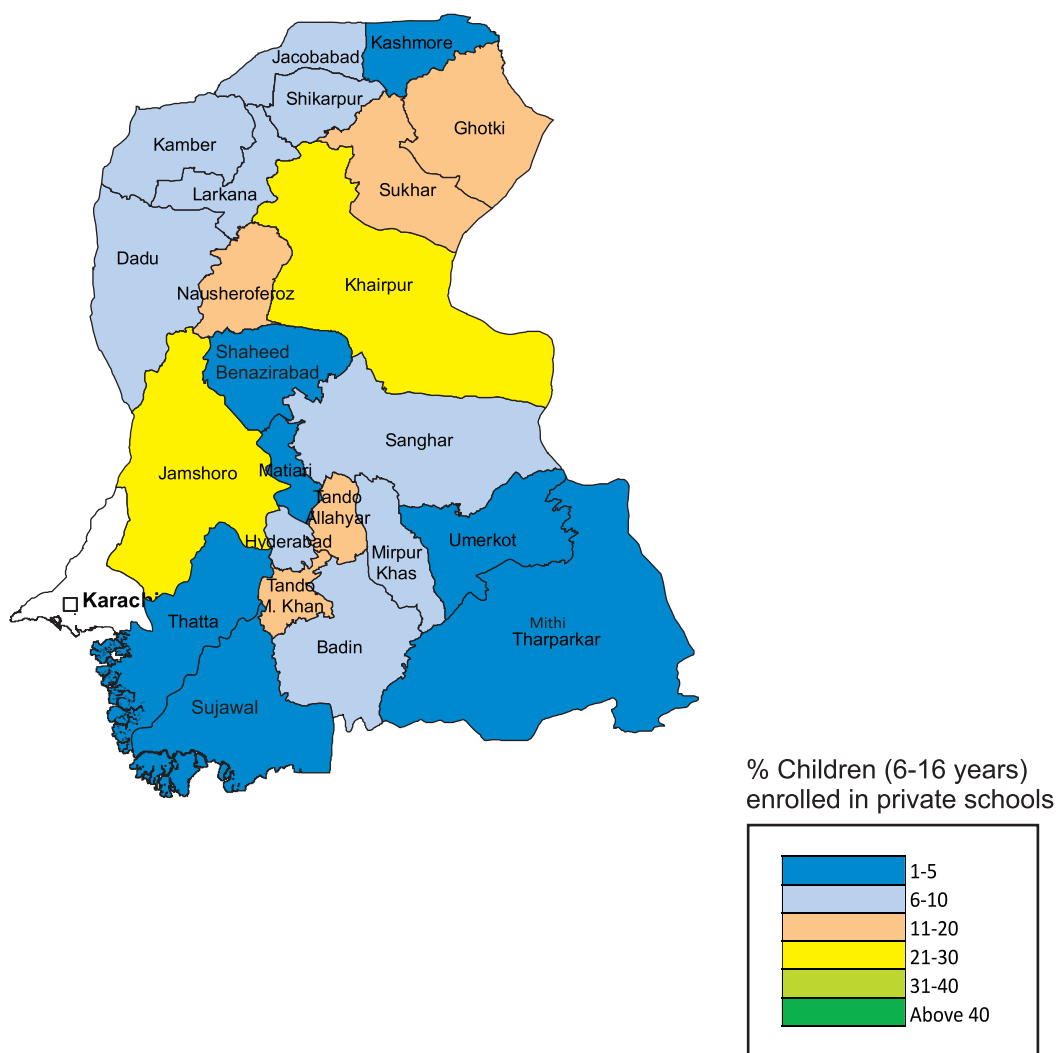 Kashmore
Jacobabad
Shikarpur
Ghotki
Kamber
Sukhar
Larkana
Dadu
Khairpur
Nausheroferoz
Shaheed
Benazirabad
Sanghar
Jamshoro
Matiari
Tando
Allahyar
Hyderabad
Umerkot
Mirpur
Khas
Tando
M. Khan
Karachi
Thatta
Mithi
Tharparkar
Badin
Sujawal
% Children (6-16 years)
enrolled in private schools
1-5
6-10
11-20
21-30
31-40
Above 40